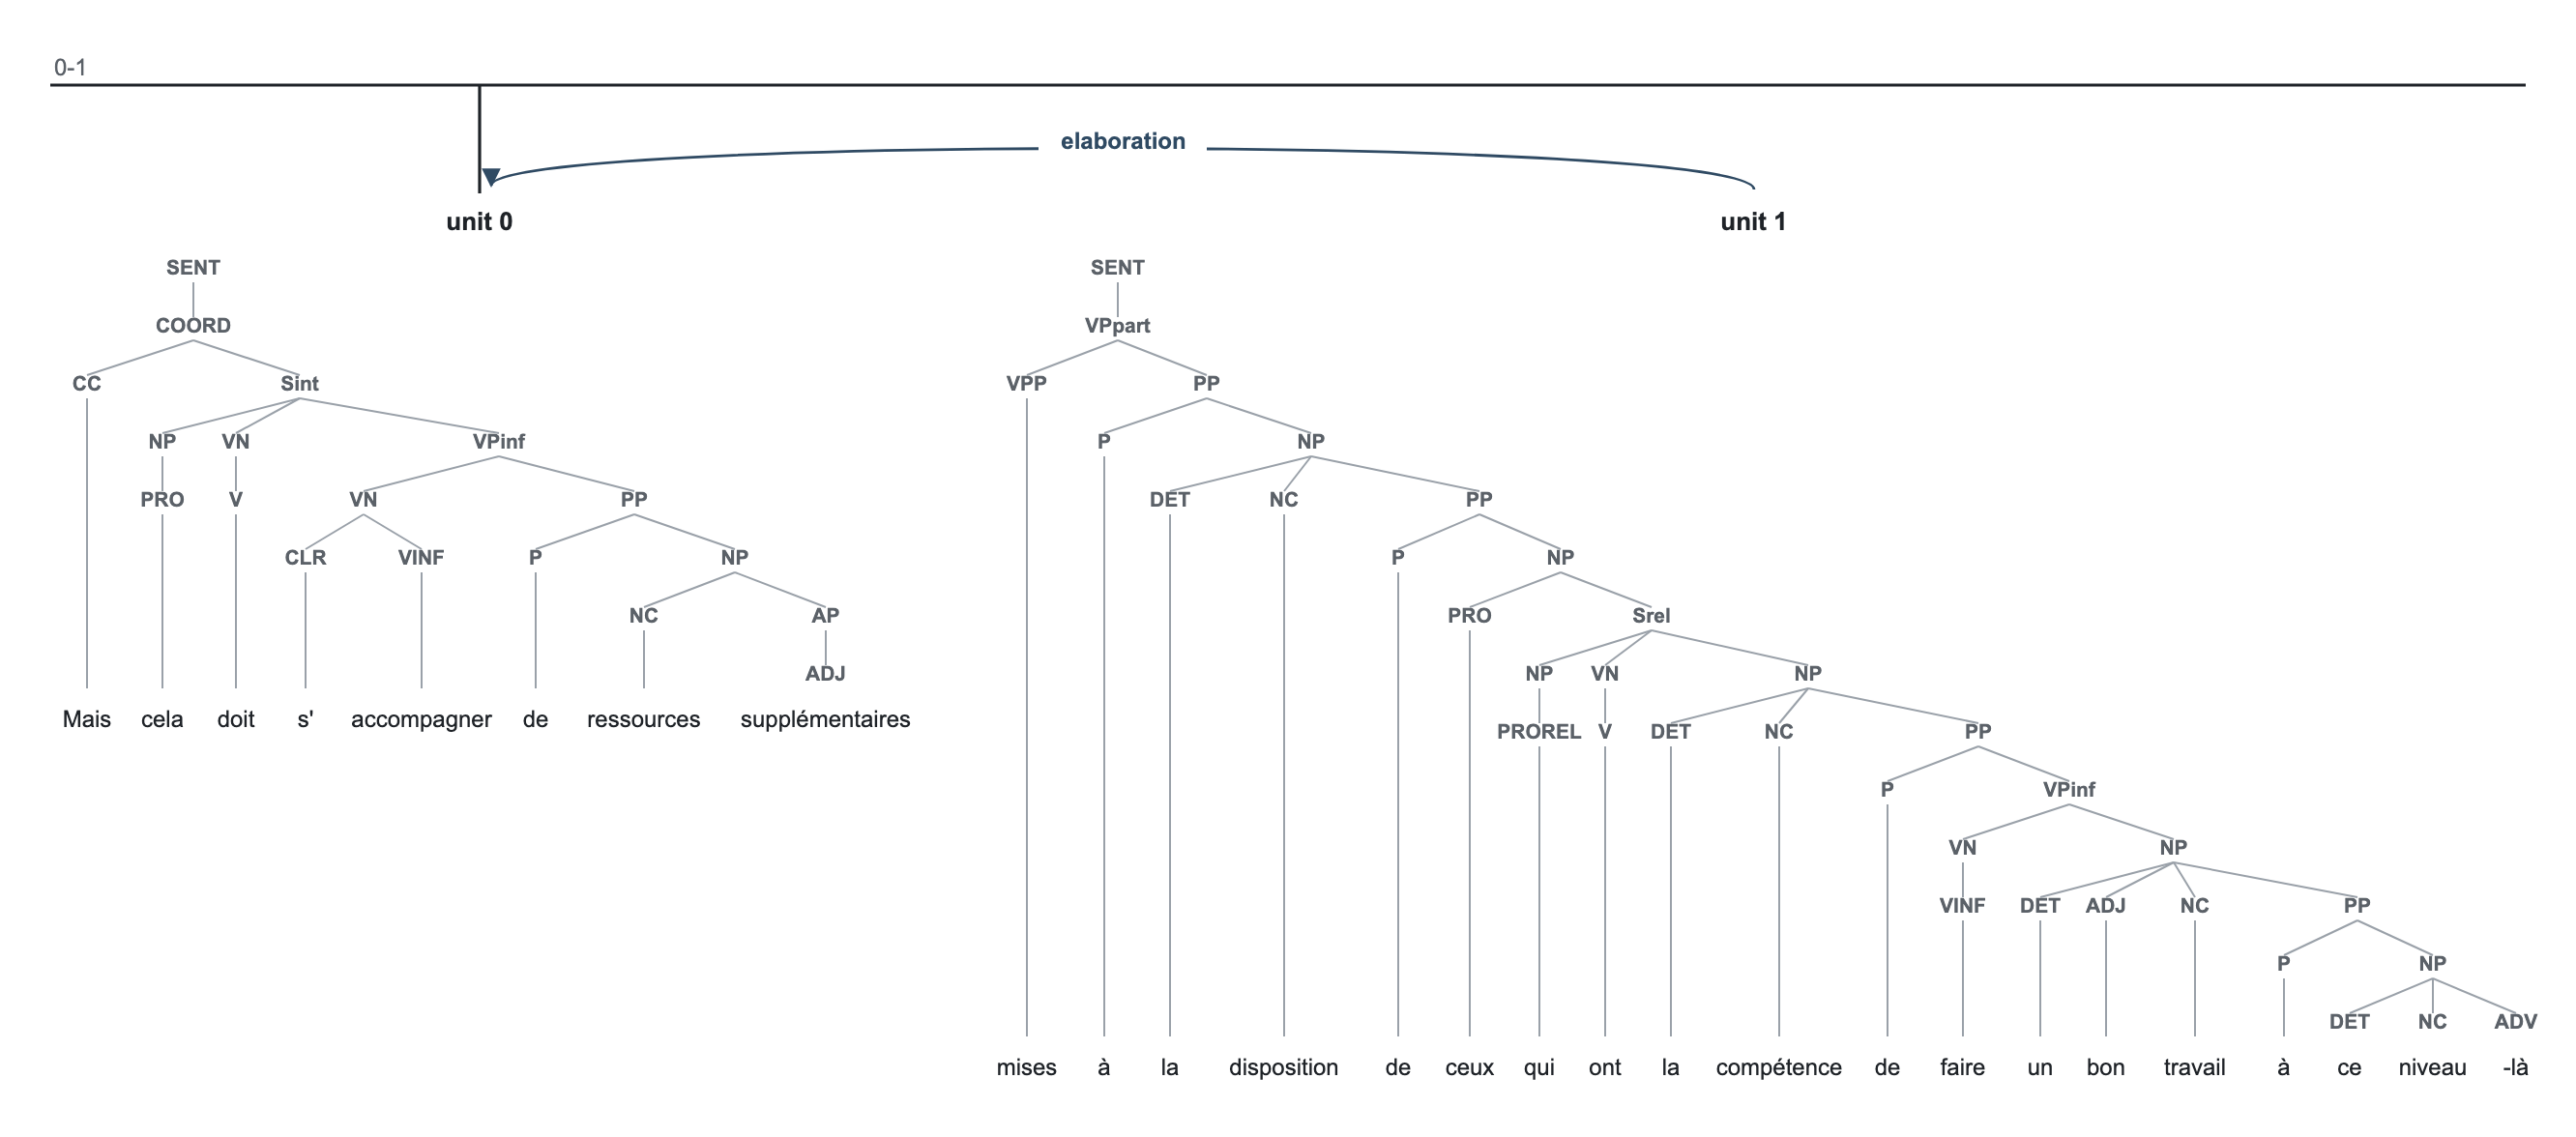 0-1
elaboration
unit 0 unit 1
SENT SENT
COORD VPpart
CC Sint VPP PP
NP VN VPinf P NP
PRO V VN PP DET NC PP
CLR VINF P NP P NP
NC AP PRO Srel
ADJ NP VN NP
Mais cela doit s' accompagner de ressources supplémentaires
PROREL V DET NC PP
P VPinf
VN NP
VINF DET ADJ NC PP
P NP
DET NC ADV
mises à la disposition de ceux qui ont la compétence de faire un bon travail à ce niveau -là